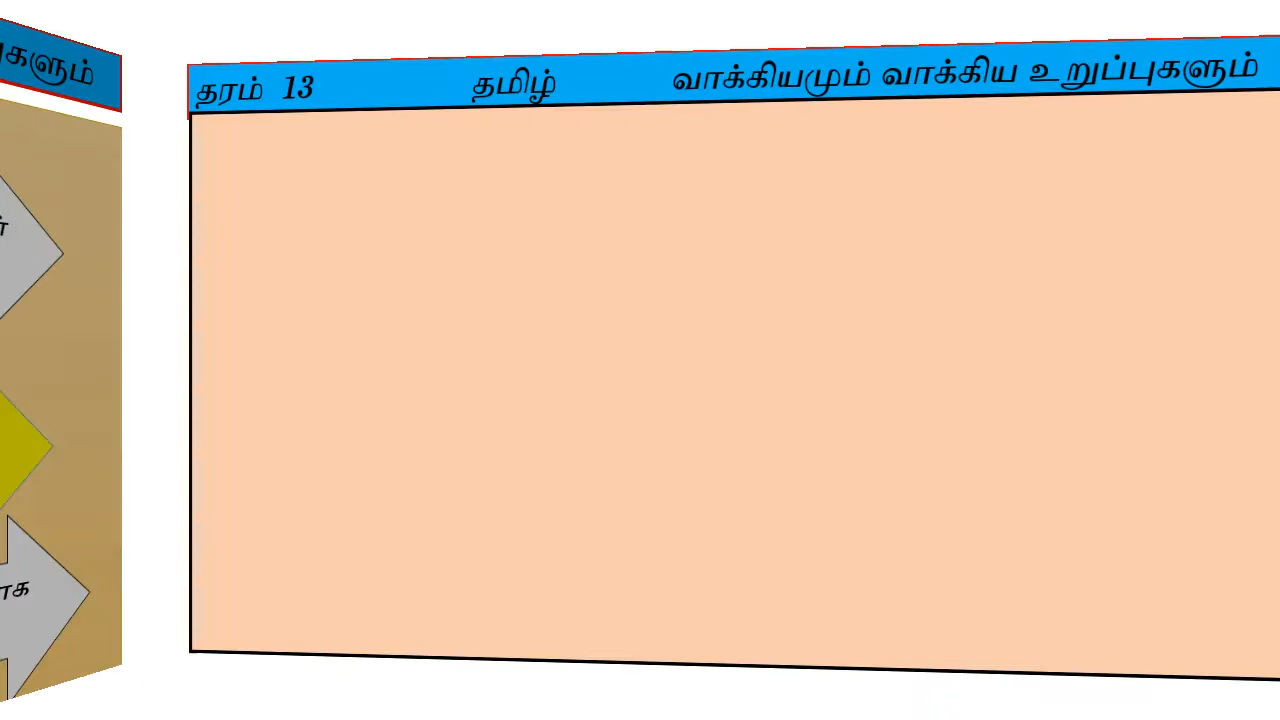 தரம் 13 தமிழ் வாக்கியமும் வாக்கிய உறுப்புகளும்